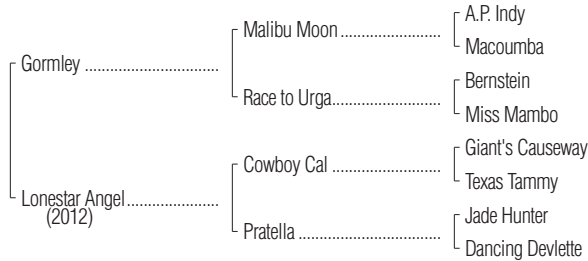 A.P. Indy
Malibu Moon
Macoumba
Gormley
Bernstein
Race to Urga
Miss Mambo
Giant's Causeway
Cowboy Cal
Texas Tammy
Lonestar Angel
(2012)
Jade Hunter
Pratella
Dancing Devlette